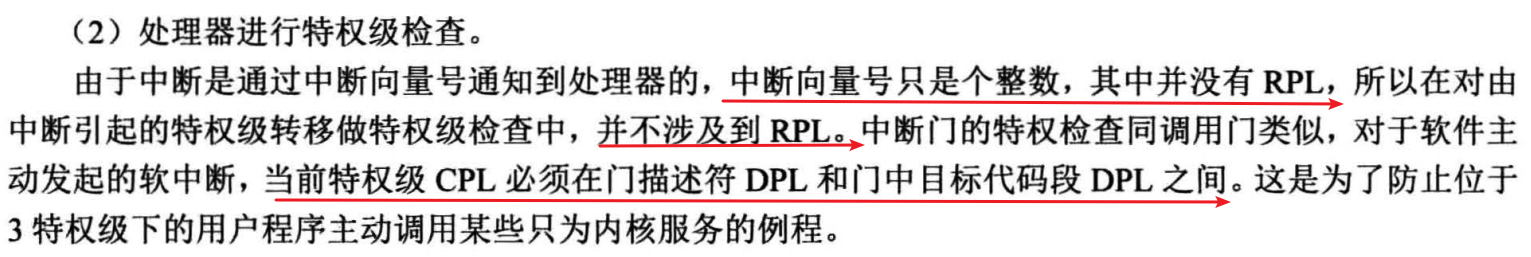 （2）处理器进行特权级检查。
由于中断是通过中断向量号通知到处理器的，中断向量号只是个整数，其中并没有 RPL，所以在对由
中断引起的特权级转移做特权级检查中，并不涉及到 RPL。中断门的特权检查同调用门类似，对于软件主
动发起的软中断，当前特权级 CPL 必须在门描述符 DPL 和门中目标代码段 DPL 之间。这是为了防止位于
3 特权级下的用户程序主动调用某些只为内核服务的例程。